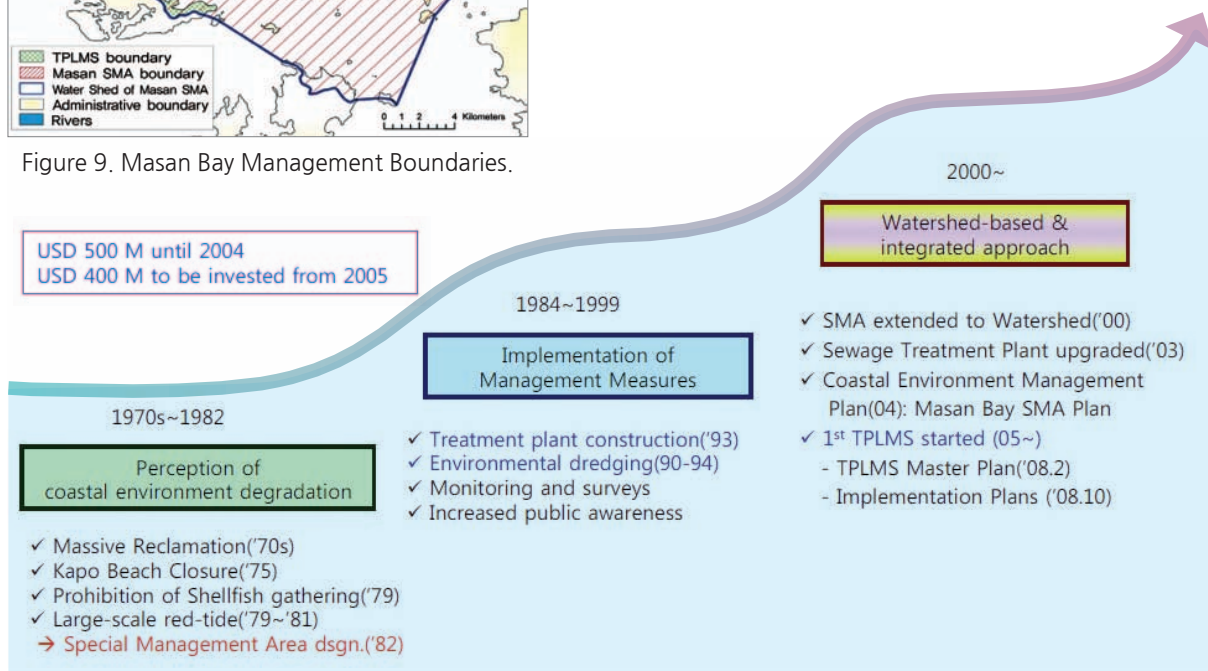 TPLMS boundary
Masan SMA boundary
Water Shed of Masan SMA
Administrative boundary
Rivers
0 1 2 4 Kilometers
Figure 9. Masan Bay Management Boundaries.
USD 500 M until 2004
USD 400 M to be invested from 2005
1970s~1982
Perception of
coastal environment degradation
✓ Massive Reclamation('70s)
✓ Kapo Beach Closure('75)
✓ Prohibition of Shellfish gathering('79)
✓ Large-scale red-tide('79~'81)
→ Special Management Area dsgn.('82)
1984~1999
Implementation of
Management Measures
✓ Treatment plant construction('93)
✓ Environmental dredging(90-94)
✓ Monitoring and surveys
✓ Increased public awareness
2000~
Watershed-based &
integrated approach
✓ SMA extended to Watershed('00)
✓ Sewage Treatment Plant upgraded('03)
✓ Coastal Environment Management
Plan(04): Masan Bay SMA Plan
✓ 1st TPLMS started (05~)
- TPLMS Master Plan('08.2)
- Implementation Plans ('08.10)